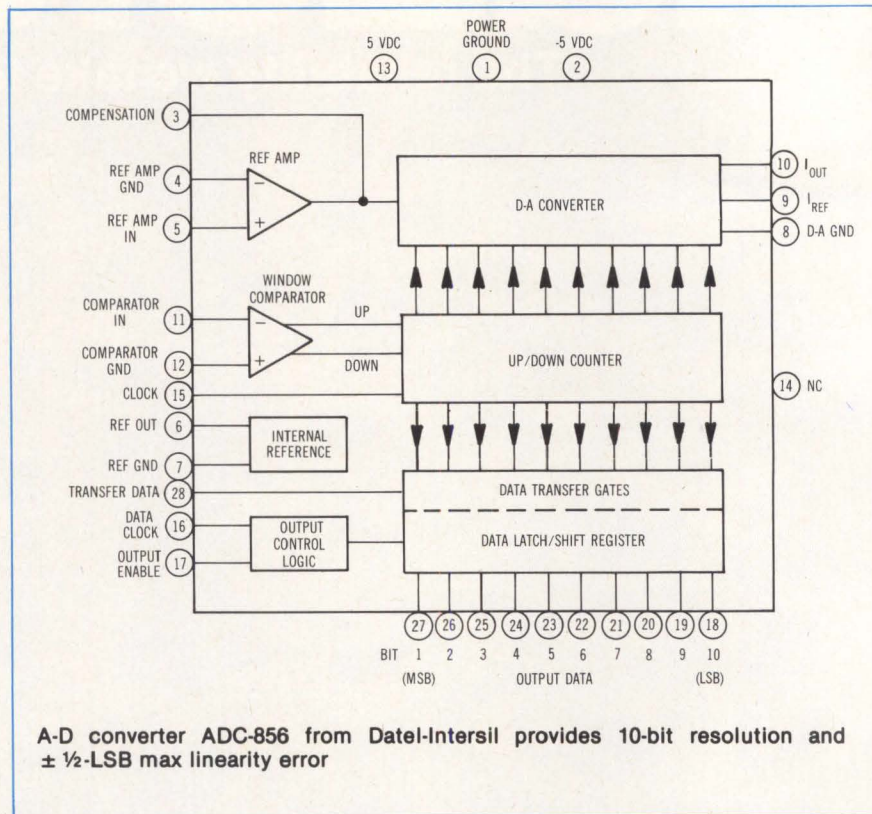 POWER
5 VDC GROUND -5 VDC
13 1 2
COMPENSATION 3
REF AMP
REF AMP
GND 4
−
10 I OUT
D-A CONVERTER
9 I REF
REF AMP
IN 5
+
8 D-A GND
WINDOW
COMPARATOR
COMPARATOR
IN 11
−
UP
UP/DOWN COUNTER
COMPARATOR
GND 12
+
DOWN
14 NC
CLOCK 15
REF OUT 6
INTERNAL
REFERENCE
REF GND 7
TRANSFER DATA 28
DATA TRANSFER GATES
DATA
CLOCK 16
OUTPUT
CONTROL
LOGIC
DATA LATCH/SHIFT REGISTER
OUTPUT
ENABLE 17
27 26 25 24 23 22 21 20 19 18
BIT 1 2 3 4 5 6 7 8 9 10
(MSB) OUTPUT DATA (LSB)
A-D converter ADC-856 from Datel-Intersil provides 10-bit resolution and
± ½-LSB max linearity error